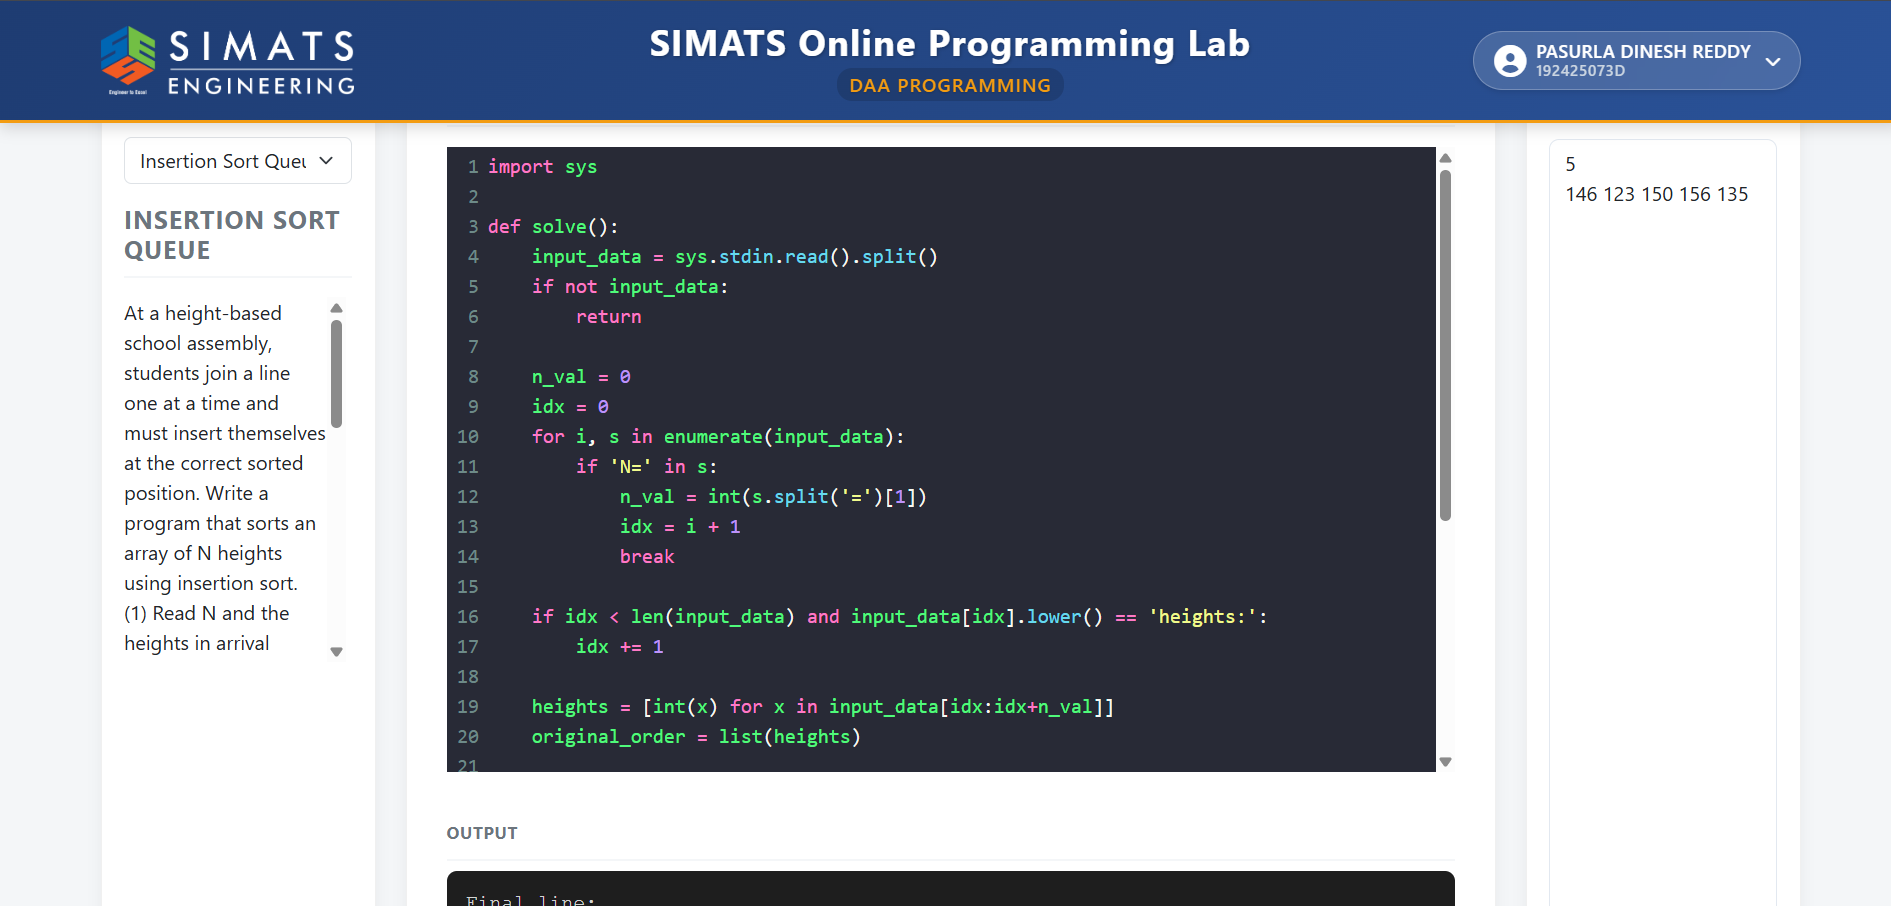 SIMATS
ENGINEERING
Engineer to Excel
SIMATS Online Programming Lab
DAA PROGRAMMING
PASURLA DINESH REDDY
192425073D
Insertion Sort Queu
INSERTION SORT
QUEUE
At a height-based
school assembly,
students join a line
one at a time and
must insert themselves
at the correct sorted
position. Write a
program that sorts an
array of N heights
using insertion sort.
(1) Read N and the
heights in arrival
1 import sys
2
3 def solve():
4     input_data = sys.stdin.read().split()
5     if not input_data:
6         return
7
8     n_val = 0
9     idx = 0
10     for i, s in enumerate(input_data):
11         if 'N=' in s:
12             n_val = int(s.split('=')[1])
13             idx = i + 1
14             break
15
16     if idx < len(input_data) and input_data[idx].lower() == 'heights:':
17         idx += 1
18
19     heights = [int(x) for x in input_data[idx:idx+n_val]]
20     original_order = list(heights)
21
OUTPUT
Final line:
5
146 123 150 156 135